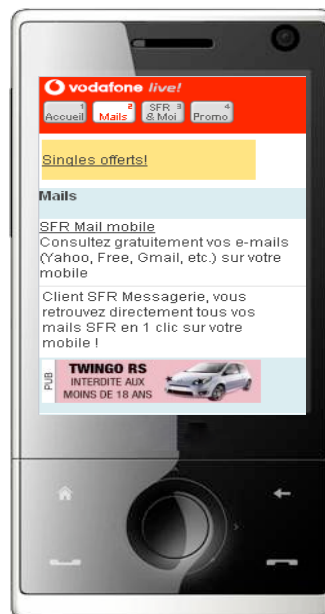 vodafone live!
1 2 3 4
Accueil Mails SFR & Moi Promo
Singles offerts!
Mails
SFR Mail mobile
Consultez gratuitement vos e-mails
(Yahoo, Free, Gmail, etc.) sur votre
mobile
Client SFR Messagerie, vous
retrouvez directement tous vos
mails SFR en 1 clic sur votre
mobile !
PUB
TWINGO RS
INTERDITE AUX
MOINS DE 18 ANS